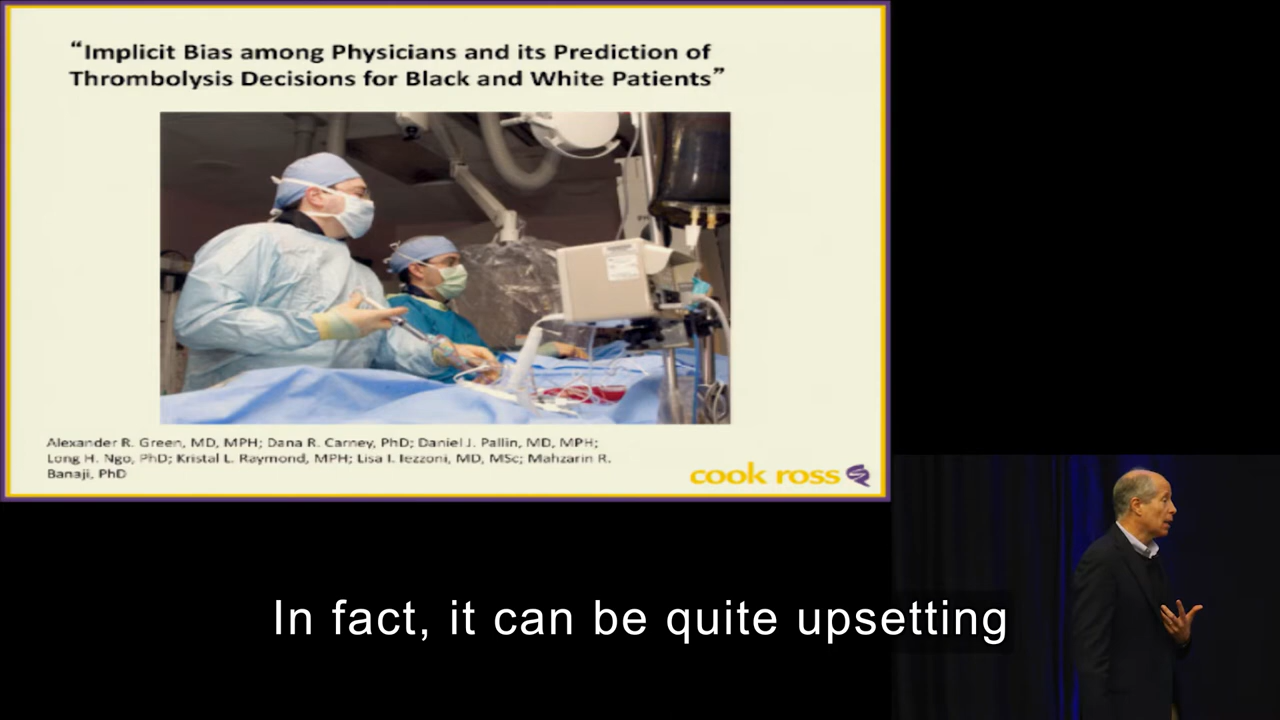 “Implicit Bias among Physicians and its Prediction of
Thrombolysis Decisions for Black and White Patients”
Alexander R. Green, MD, MPH; Dana R. Carney, PhD; Daniel J. Pallin, MD, MPH;
Long H. Ngo, PhD; Kristal L. Raymond, MPH; Lisa I. Iezzoni, MD, MSc; Mahzarin R.
Banaji, PhD
cook ross
In fact, it can be quite upsetting